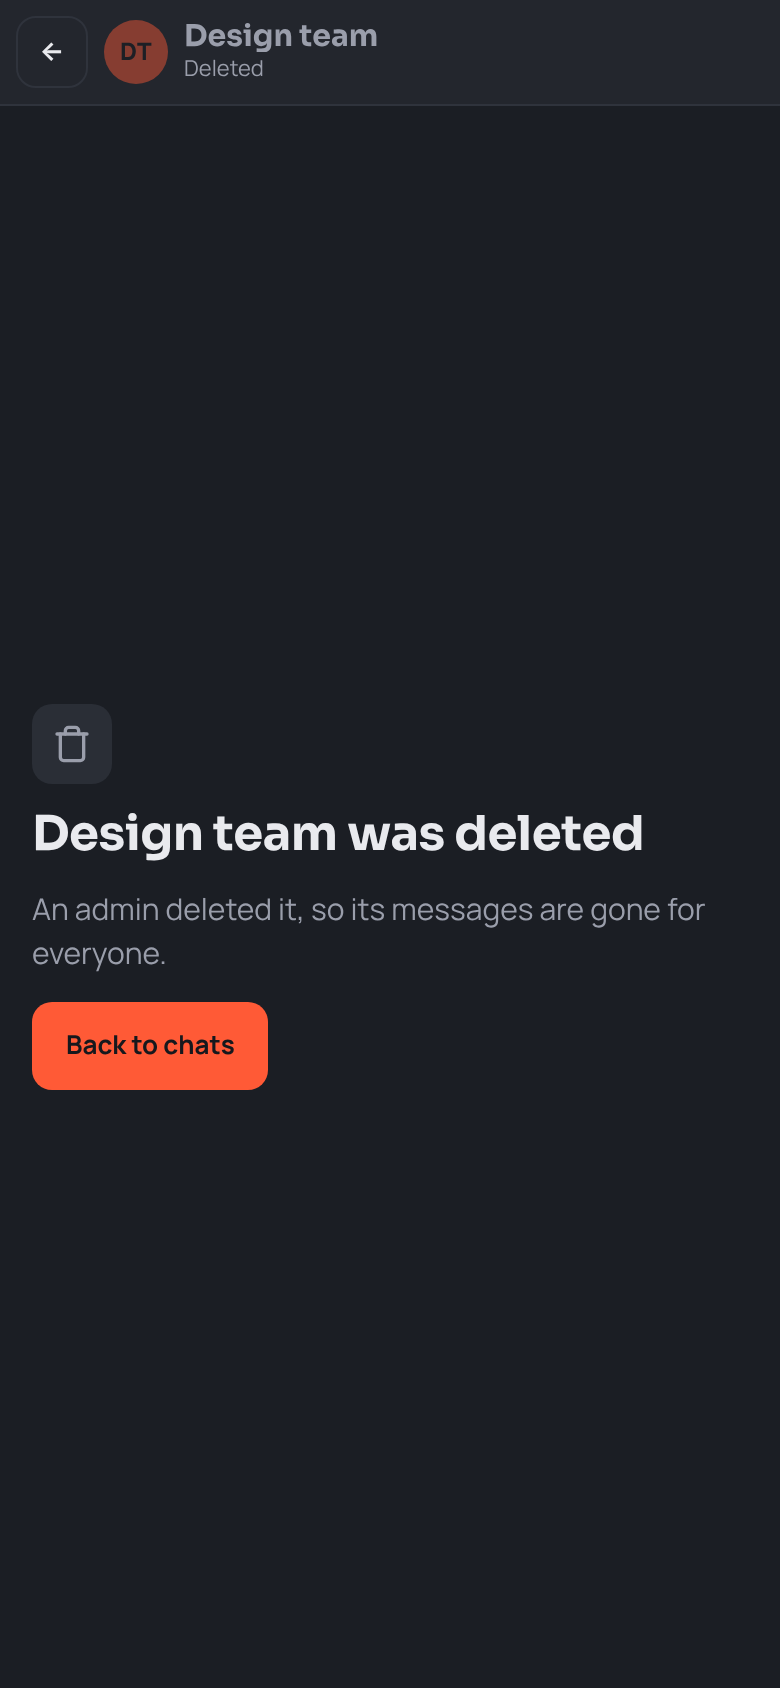 DT
Design team
Deleted
Design team was deleted
An admin deleted it, so its messages are gone for
everyone.
Back to chats